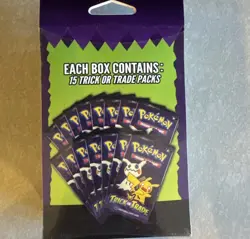 EACH BOX CONTAINS:
15 TRICK OR TRADE PACKS
POKÉMON
TRICK OR TRADE